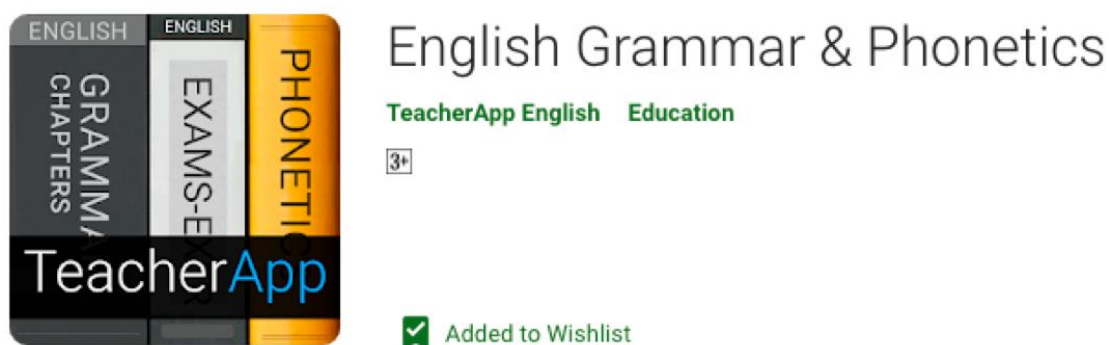 English Grammar & Phonetics
TeacherApp English Education
3+
Added to Wishlist
ENGLISH
GRAMMA
CHAPTERS
ENGLISH
EXAMS-EX
PHONETIC
TeacherApp